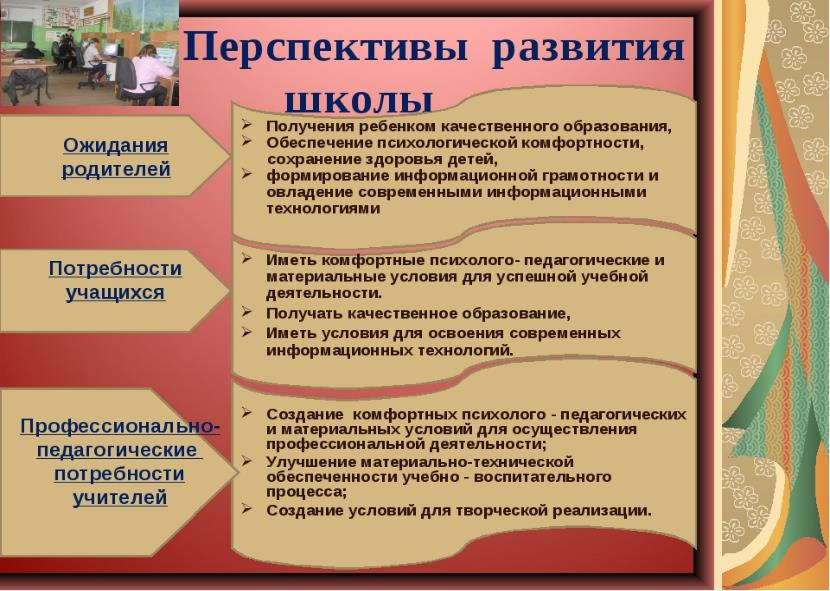 Перспективы развития
школы
Ожидания
родителей
➢ Получения ребенком качественного образования,
➢ Обеспечение психологической комфортности,
сохранение здоровья детей,
➢ формирование информационной грамотности и
овладение современными информационными
технологиями
Потребности
учащихся
➢ Иметь комфортные психолого- педагогические и
материальные условия для успешной учебной
деятельности.
➢ Получать качественное образование,
➢ Иметь условия для освоения современных
информационных технологий.
Профессионально-
педагогические
потребности
учителей
➢ Создание комфортных психолого - педагогических
и материальных условий для осуществления
профессиональной деятельности;
➢ Улучшение материально-технической
обеспеченности учебно - воспитательного
процесса;
➢ Создание условий для творческой реализации.